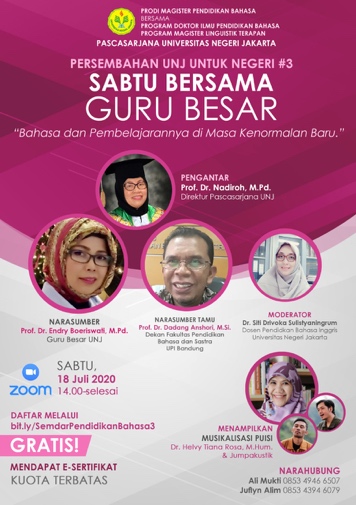 PRODI MAGISTER PENDIDIKAN BAHASA
BERSAMA:
PROGRAM DOKTOR ILMU PENDIDIKAN BAHASA
PROGRAM MAGISTER LINGUISTIK TERAPAN
PASCASARJANA UNIVERSITAS NEGERI JAKARTA
PERSEMBAHAN UNJ UNTUK NEGERI #3
SABTU BERSAMA
GURU BESAR
“Bahasa dan Pembelajarannya di Masa Kenormalan Baru.”
PENGANTAR
Prof. Dr. Nadiroh, M.Pd.
Direktur Pascasarjana UNJ
NARASUMBER
Prof. Dr. Endry Boeriswati, M.Pd.
Guru Besar UNJ
NARASUMBER TAMU
Prof. Dr. Dadang Anshori, M.Si.
Dekan Fakultas Pendidikan
Bahasa dan Sastra
UPI Bandung
MODERATOR
Dr. Siti Drivoka Sulistyaningrum
Dosen Pendidikan Bahasa Inggris
Universitas Negeri Jakarta
zoom
SABTU,
18 Juli 2020
14.00-selesai
DAFTAR MELALUI
bit.ly/SemdarPendidikanBahasa3
GRATIS!
MENDAPAT E-SERTIFIKAT
KUOTA TERBATAS
MENAMPILKAN
MUSIKALISASI PUISI
Dr. Helvy Tiana Rosa, M.Hum.
& Jumpakustik
NARAHUBUNG
Ali Mukti 0853 4946 6507
Juflyn Alim 0853 4394 6079